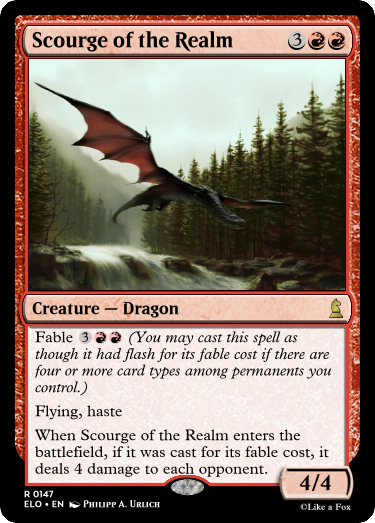 Scourge of the Realm 3
Creature — Dragon
Fable 3 (You may cast this spell as
though it had flash for its fable cost if there are
four or more card types among permanents you
control.)
Flying, haste
When Scourge of the Realm enters the
battlefield, if it was cast for its fable cost, it
deals 4 damage to each opponent.
4/4
R 0147
ELO • EN Philipp A. Urlich
©Like a Fox